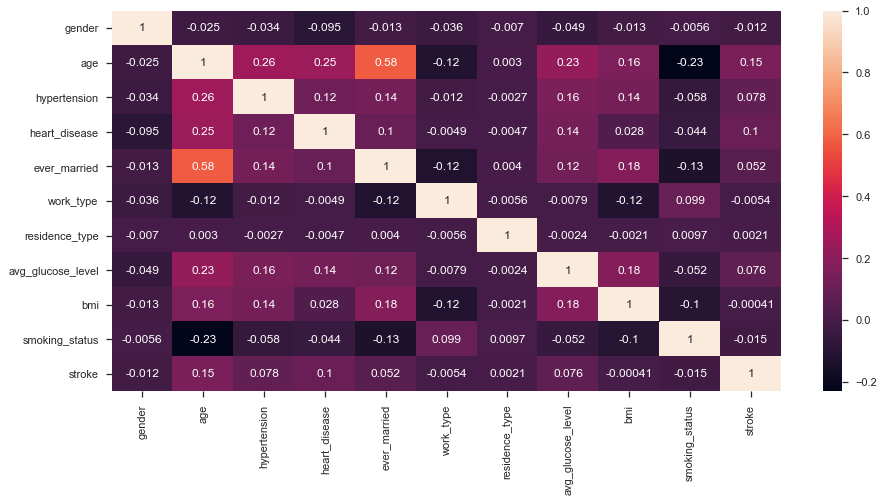 gender 1 -0.025 -0.034 -0.095 -0.013 -0.036 -0.007 -0.049 -0.013 -0.0056 -0.012
age -0.025 1 0.26 0.25 0.58 -0.12 0.003 0.23 0.16 -0.23 0.15
hypertension -0.034 0.26 1 0.12 0.14 -0.012 -0.0027 0.16 0.14 -0.058 0.078
heart_disease -0.095 0.25 0.12 1 0.1 -0.0049 -0.0047 0.14 0.028 -0.044 0.1
ever_married -0.013 0.58 0.14 0.1 1 -0.12 0.004 0.12 0.18 -0.13 0.052
work_type -0.036 -0.12 -0.012 -0.0049 -0.12 1 -0.0056 -0.0079 -0.12 0.099 -0.0054
residence_type -0.007 0.003 -0.0027 -0.0047 0.004 -0.0056 1 -0.0024 -0.0021 0.0097 0.0021
avg_glucose_level -0.049 0.23 0.16 0.14 0.12 -0.0079 -0.0024 1 0.18 -0.052 0.076
bmi -0.013 0.16 0.14 0.028 0.18 -0.12 -0.0021 0.18 1 -0.1 -0.00041
smoking_status -0.0056 -0.23 -0.058 -0.044 -0.13 0.099 0.0097 -0.052 -0.1 1 -0.015
stroke -0.012 0.15 0.078 0.1 0.052 -0.0054 0.0021 0.076 -0.00041 -0.015 1
gender
age
hypertension
heart_disease
ever_married
work_type
residence_type
avg_glucose_level
bmi
smoking_status
stroke
1.0
0.8
0.6
0.4
0.2
0.0
−0.2